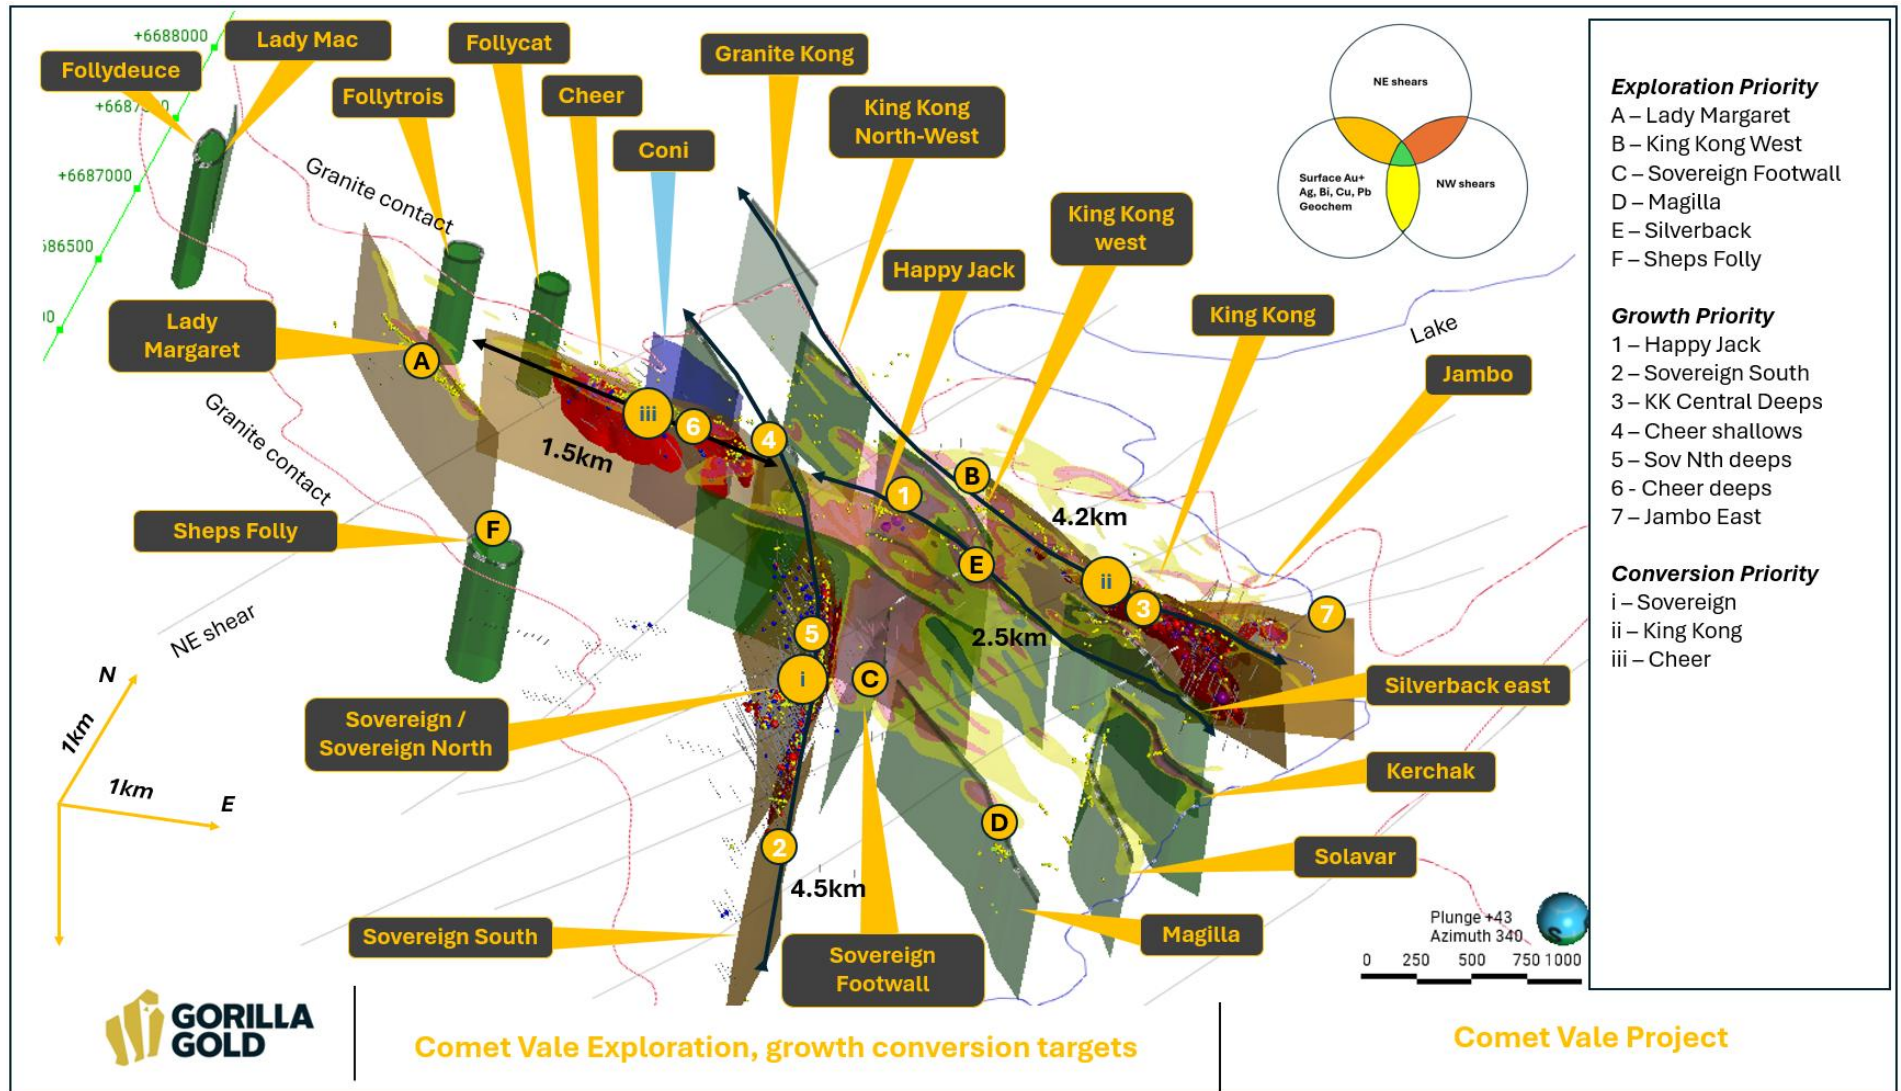 +6688000
Lady Mac
Follydeuce
Follycat
Granite Kong
Follytrois
Cheer
King Kong
North-West
Coni
+6687000
Granite contact
NE shears
Surface Au+
Ag, Bi, Cu, Pb
Geochem
NW shears
King Kong
west
Happy Jack
King Kong
Lake
Jambo
Lady
Margaret
A
iii
6
4
1.5km
1
B
4.2km
Granite contact
Sheps Folly
F
E
ii
3
7
2.5km
NE shear
5
i
C
Silverback east
N
1km
1km
E
Sovereign /
Sovereign North
Kerchak
D
2
Solavar
4.5km
Sovereign South
Magilla
Sovereign
Footwall
Plunge +43
Azimuth 340
S
0 250 500 750 1000
Exploration Priority
A – Lady Margaret
B – King Kong West
C – Sovereign Footwall
D – Magilla
E – Silverback
F – Sheps Folly
Growth Priority
1 – Happy Jack
2 – Sovereign South
3 – KK Central Deeps
4 – Cheer shallows
5 – Sov Nth deeps
6 - Cheer deeps
7 – Jambo East
Conversion Priority
i – Sovereign
ii – King Kong
iii – Cheer
GORILLA
GOLD
Comet Vale Exploration, growth conversion targets
Comet Vale Project